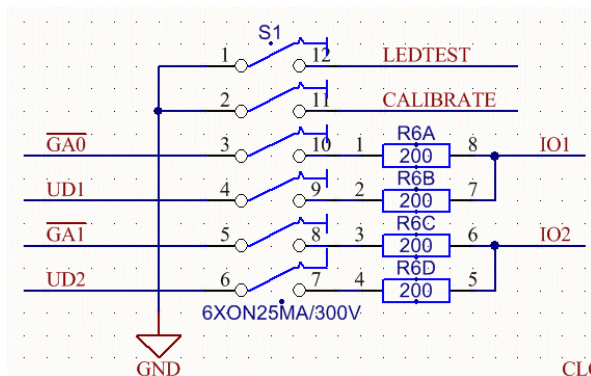 S1
1 12 LEDTEST
2 11 CALIBRATE
R6A
GA0 3 10 1 200 8 IO1
R6B
UD1 4 9 2 200 7
R6C
GA1 5 8 3 200 6 IO2
R6D
UD2 6 7 4 200 5
6XON25MA/300V
GND CLO